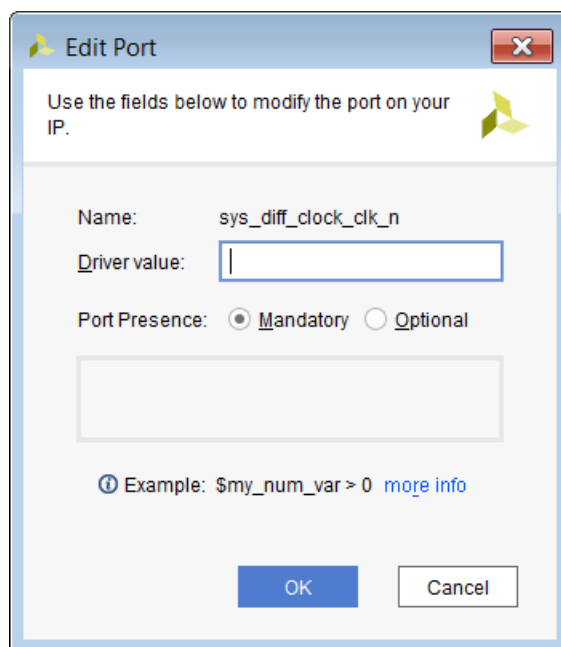 Edit Port
Use the fields below to modify the port on your
IP.
Name: sys_diff_clock_clk_n
Driver value:
Port Presence: Mandatory Optional
Example: $my_num_var > 0 more info
OK Cancel